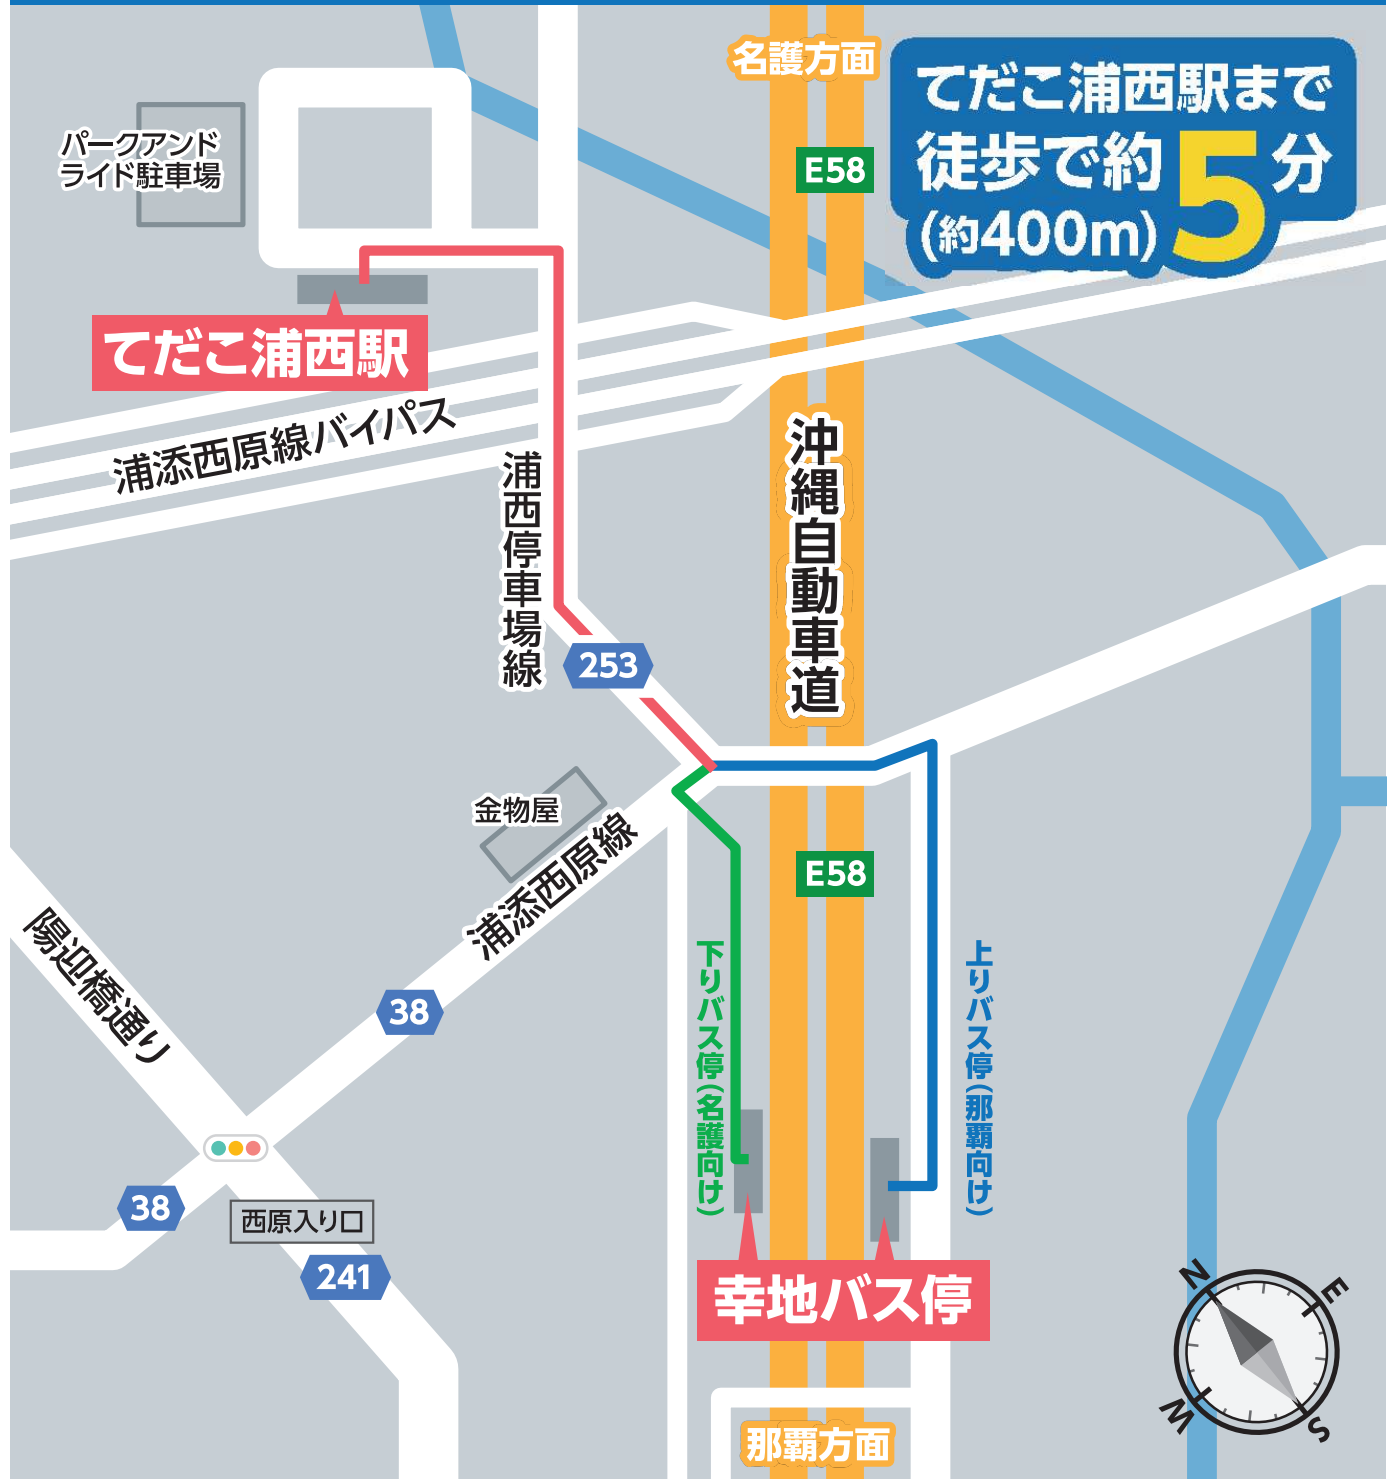 名護方面
てだこ浦西駅まで
徒歩で約5分
(約400m)
E58
パークアンド
ライド駐車場
てだこ浦西駅
浦添西原線バイパス
浦西停車場線
沖縄自動車道
253
金物屋
浦添西原線
E58
陽迎橋通り
38
下りバス停(名護向け)
上りバス停(那覇向け)
38
西原入り口
241
幸地バス停
N
E
W
S
那覇方面